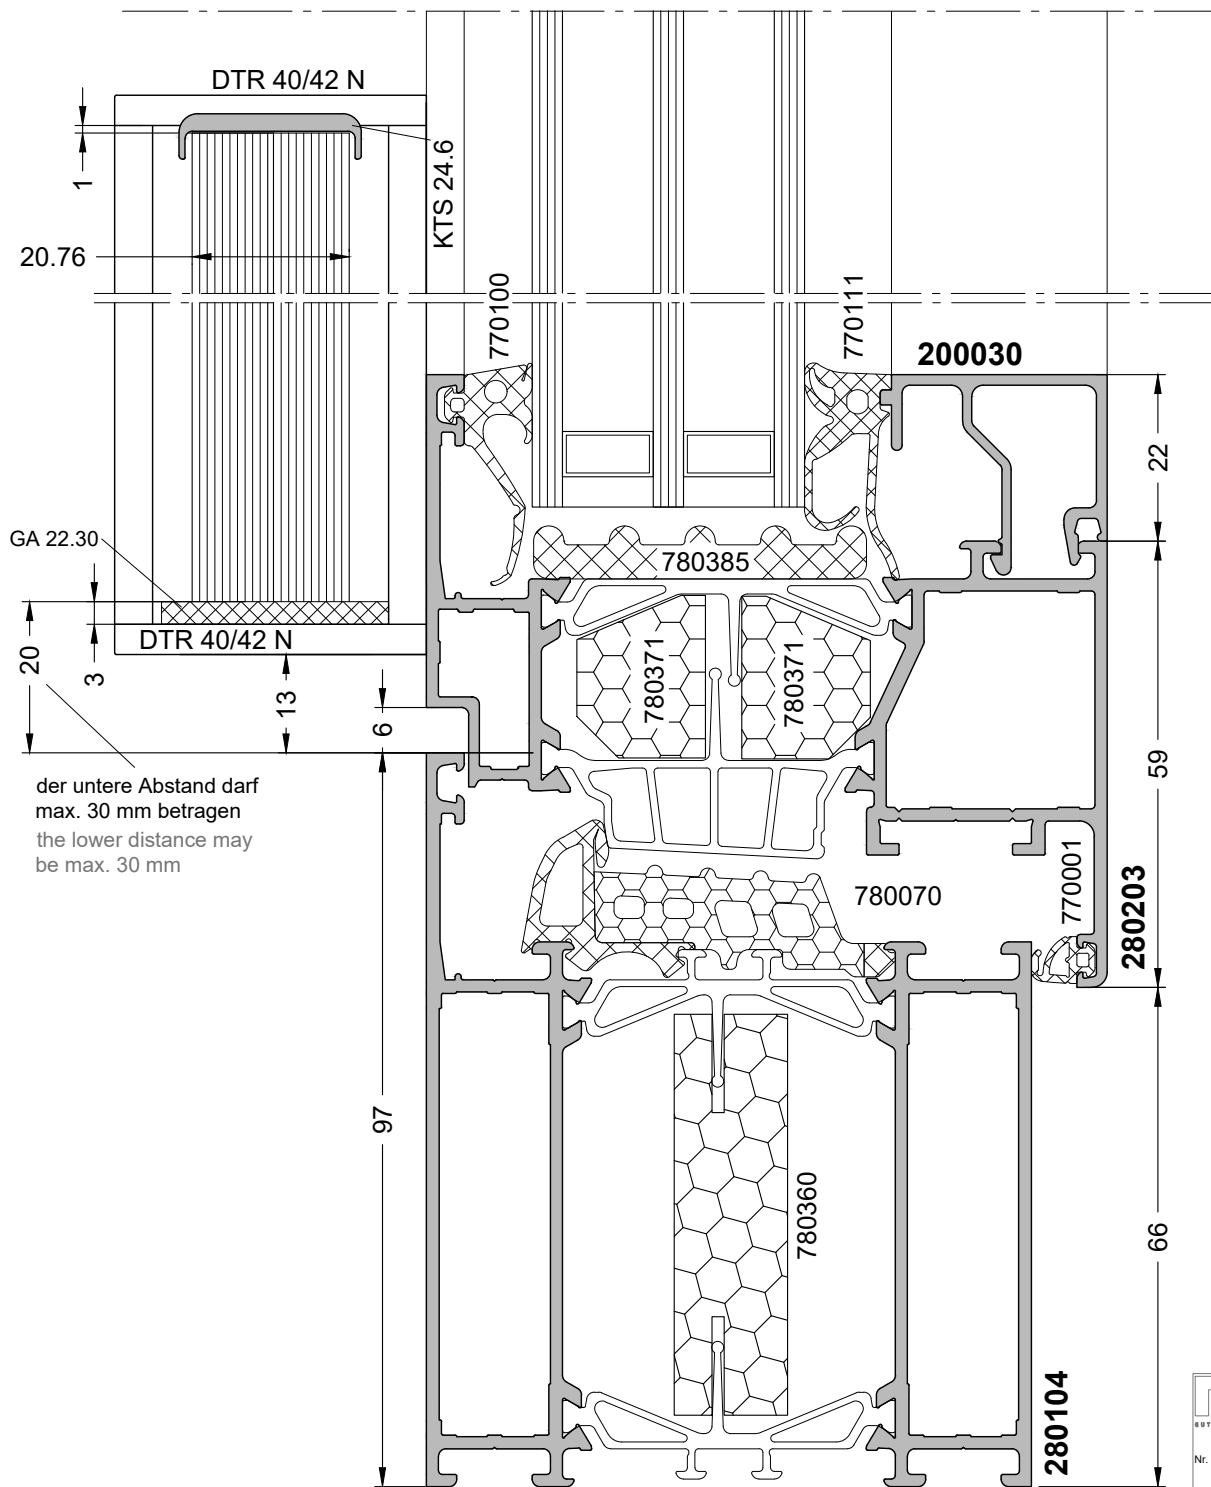 DTR 40/42 N
1
KTS 24.6
20.76
770100
770111
200030
22
GA 22.30
780385
DTR 40/42 N
20
3
13
6
780371
780371
59
der untere Abstand darf
max. 30 mm betragen
the lower distance may
be max. 30 mm
780070
770001
280203
97
780360
66
280104
Nr.